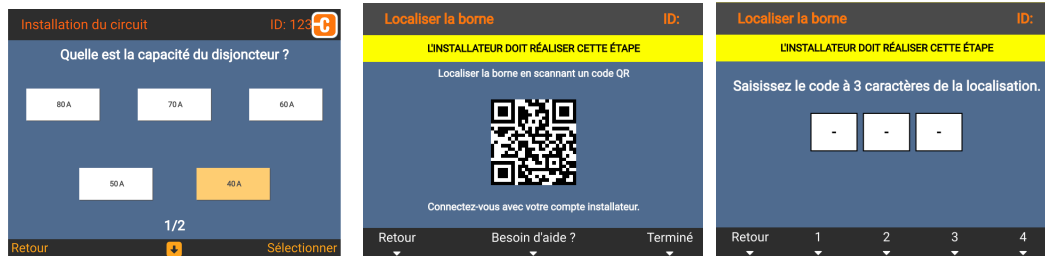 Installation du circuit ID: 123
Quelle est la capacité du disjoncteur ?
80 A 70 A 60 A
50 A 40 A
1/2
Retour Sélectionner
Localiser la borne ID:
L'INSTALLATEUR DOIT RÉALISER CETTE ÉTAPE
Localiser la borne en scannant un code QR
Connectez-vous avec votre compte installateur.
Retour Besoin d'aide ? Terminé
Localiser la borne ID:
L'INSTALLATEUR DOIT RÉALISER CETTE ÉTAPE
Saisissez le code à 3 caractères de la localisation.
- - -
Retour 1 2 3 4